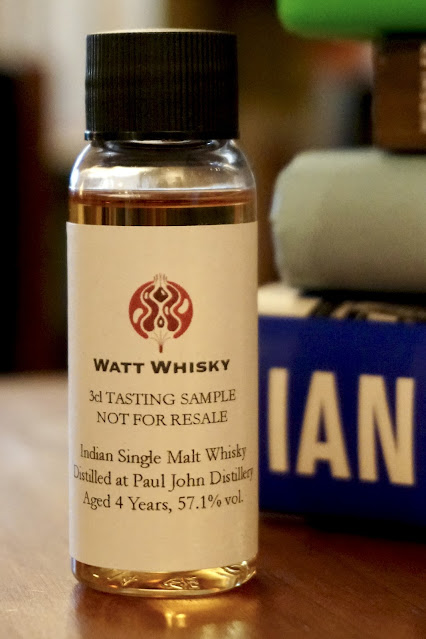 WATT WHISKY
3cl TASTING SAMPLE
NOT FOR RESALE
Indian Single Malt Whisky
Distilled at Paul John Distillery
Aged 4 Years, 57.1% vol.
IAN